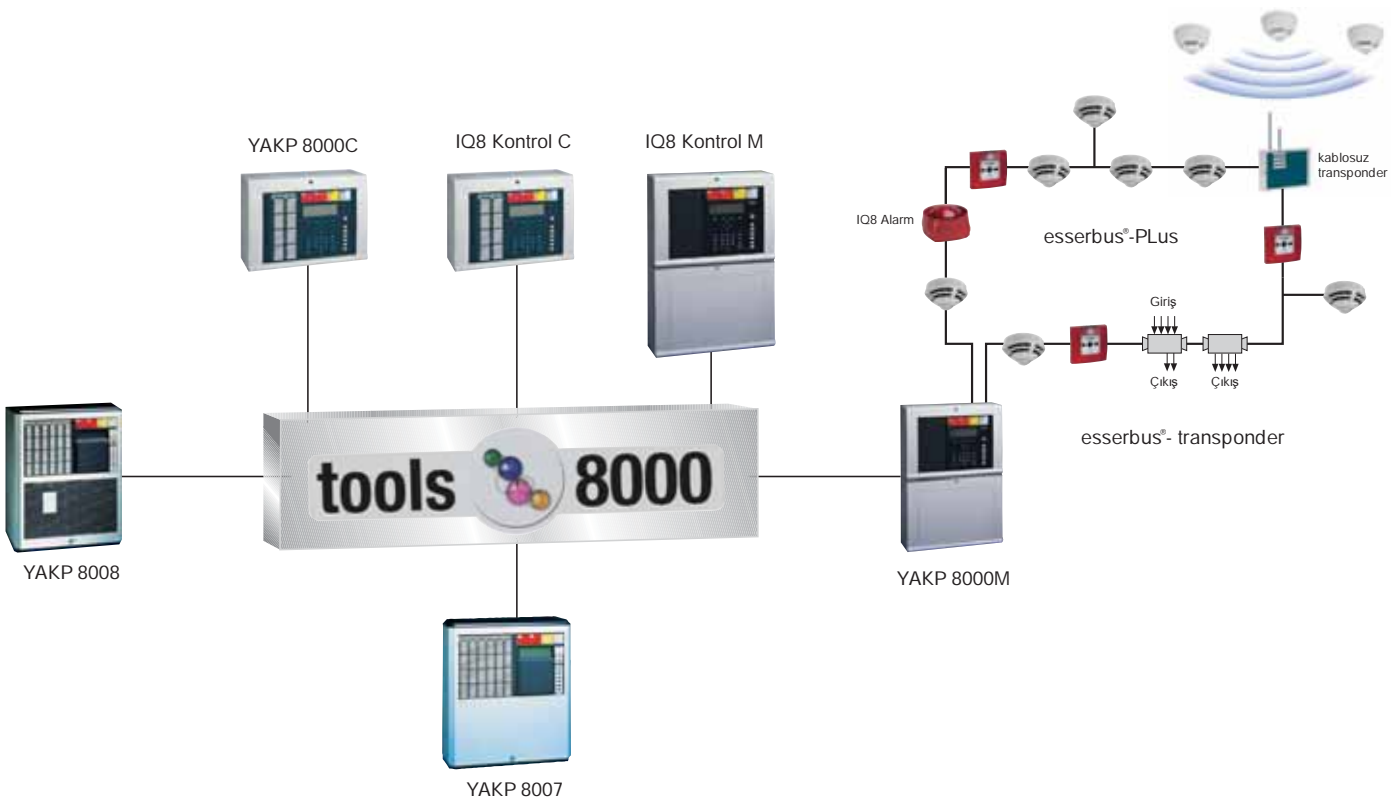 YAKP 8000C
IQ8 Kontrol C
IQ8 Kontrol M
kablosuz
transponder
IQ8 Alarm
esserbus®-PLus
Giriş
Çıkış
Çıkış
esserbus®- transponder
tools 8000
YAKP 8008
YAKP 8000M
YAKP 8007